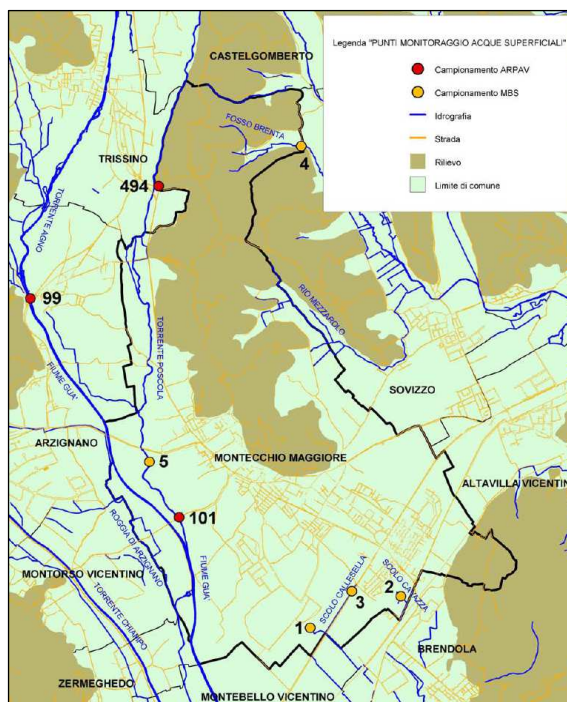 Legenda "PUNTI MONITORAGGIO ACQUE SUPERFICIALI"
Campionamento ARPAV
Campionamento MBS
Idrografia
Strada
Rilievo
Limite di comune
CASTELGOMBERTO
FOSSO BRENTA
4
TRISSINO
494
TORRENTE AGNO
99
RIO MEZZAROLO
TORRENTE POSCOLA
FIUME GUA'
SOVIZZO
ARZIGNANO
MONTECCHIO MAGGIORE
5
ALTAVILLA VICENTIN
101
ROGGIA DI ARZIGNANO
FIUME GUA'
MONTORSO VICENTINO
TORRENTE CHIAMPO
SCOLO CALLESELLA
SCOLO CAVAZZA
3
2
1
BRENDOLA
ZERMEGHEDO
MONTEBELLO VICENTINO